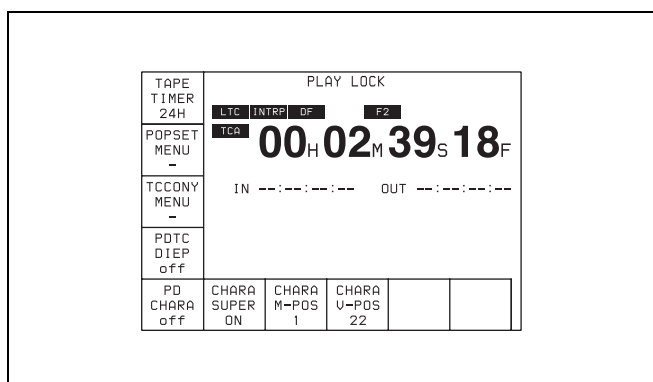 PLAY LOCK
TAPE
TIMER
24H
LTC INTRP DF F2
TCA
00H02M39S18F
POPSET
MENU
-
TCCONY
MENU
-
IN --:--:--:-- OUT --:--:--:--
PDTC
DIEP
off
PD
CHARA
off
CHARA
SUPER
ON
CHARA
M-POS
1
CHARA
V-POS
22